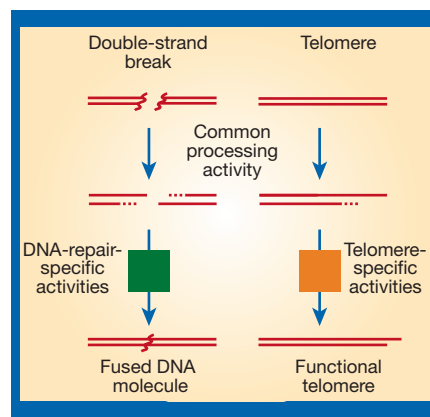 Double-strand
break
Telomere
Common
processing
activity
DNA-repair-
specific
activities
Telomere-
specific
activities
Fused DNA
molecule
Functional
telomere